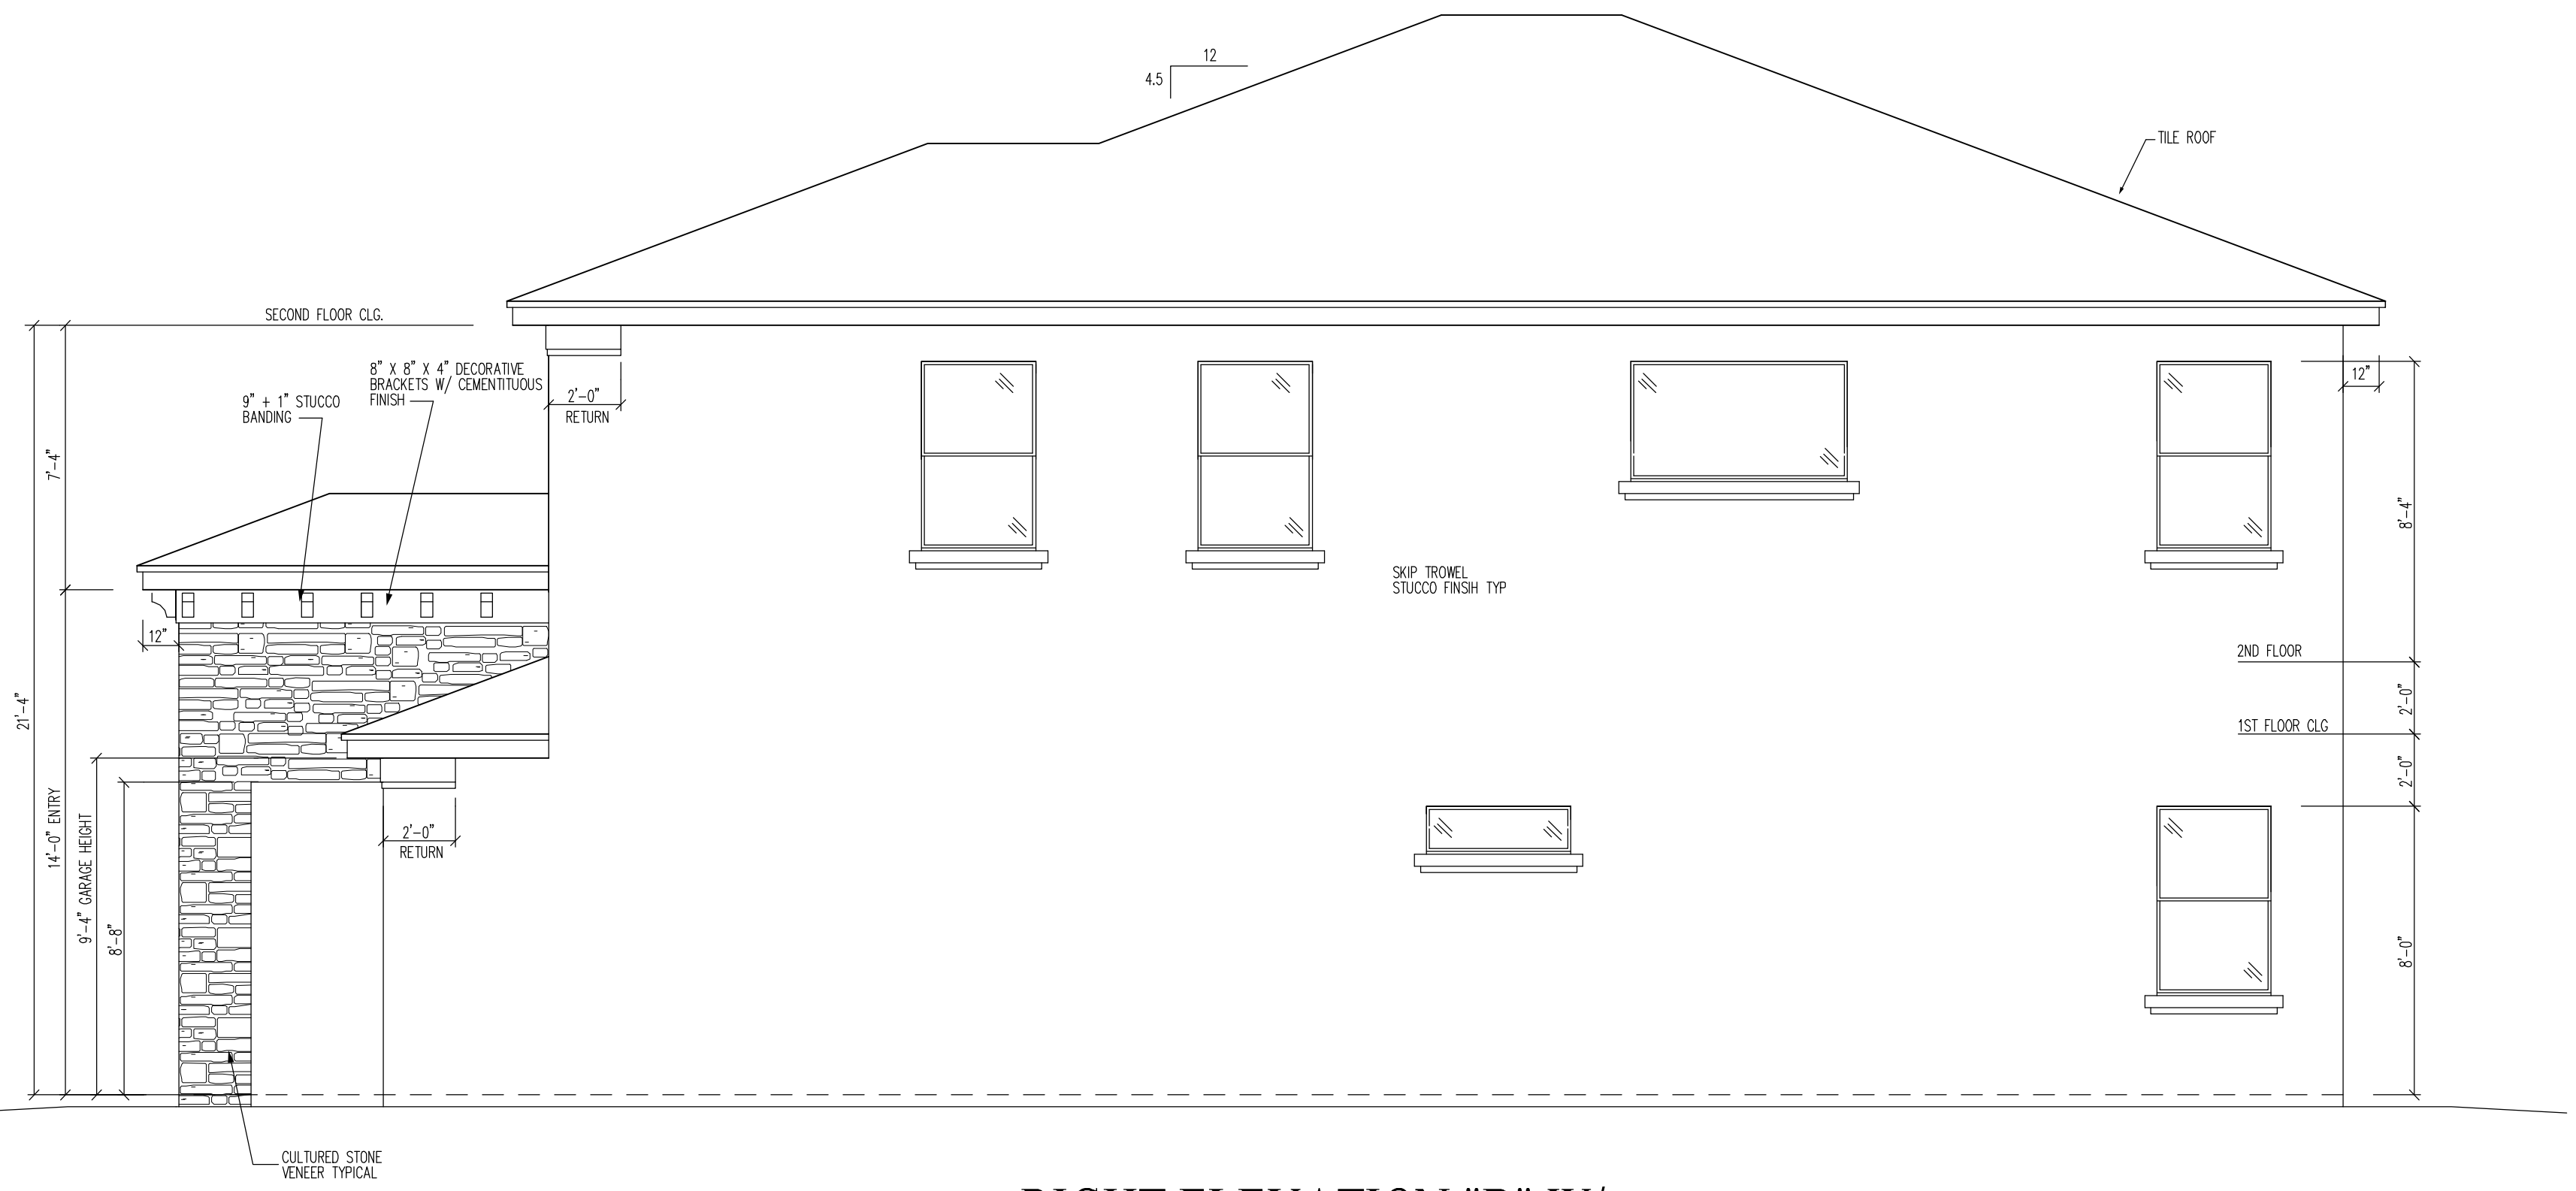 12
4.5
TILE ROOF
SECOND FLOOR CLG.
8" X 8" X 4" DECORATIVE
BRACKETS W/ CEMENTITUOUS
FINISH
9" + 1" STUCCO
BANDING
2'-0"
RETURN
12"
7'-4"
8'-4"
SKIP TROWEL
STUCCO FINSIH TYP
12"
2ND FLOOR
21'-4"
2'-0"
1ST FLOOR CLG
2'-0"
14'-0" ENTRY
9'-4" GARAGE HEIGHT
8'-8"
2'-0"
RETURN
8'-0"
CULTURED STONE
VENEER TYPICAL
RIGHT ELEVATION "B" W/